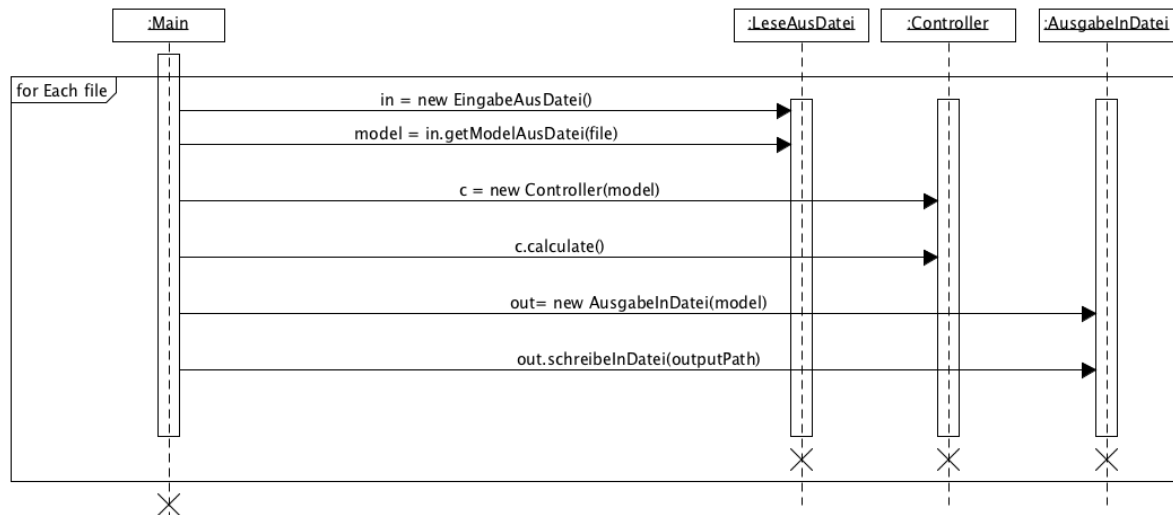 :Main
:LeseAusDatei
:Controller
:AusgabeInDatei
for Each file
in = new EingabeAusDatei()
model = in.getModelAusDatei(file)
c = new Controller(model)
c.calculate()
out= new AusgabeInDatei(model)
out.schreibeInDatei(outputPath)